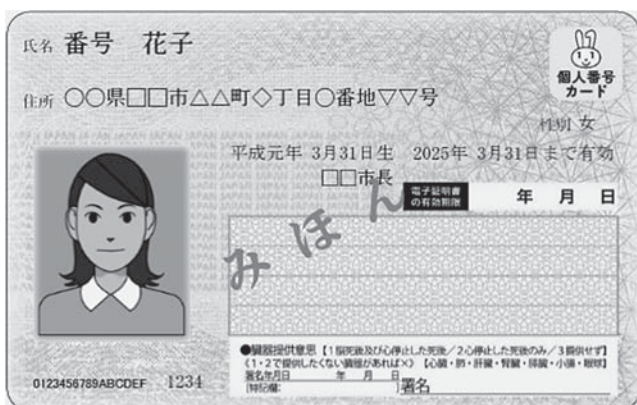 氏名 番号 花子
個人番号
カード
住所 ○○県□□市△△町◇丁目○番地▽▽号
性別 女
平成元年 3月31日生 2025年 3月31日まで有効
□□市長
電子証明書
の有効期限
年 月 日
みほん
●臓器提供意思【1脳死後及び心停止した死後/2心停止した死後のみ/3提供せず】
《1・2で提供したくない臓器があれば×》【心臓・肺・肝臓・腎臓・膵臓・小腸・眼球】
署名年月日 年 月 日
[特記欄: ] 署名
0123456789ABCDEF 1234